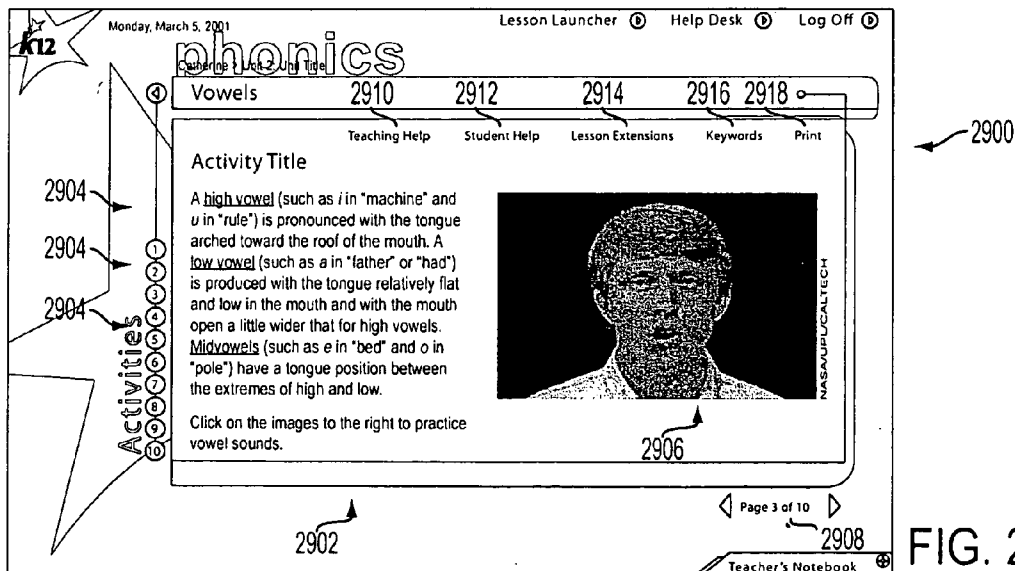 Monday, March 5, 2001
Lesson Launcher
Help Desk
Log Off
k12
phonics
Catherine > Unit 2: Unit Title
Vowels
2910
2912
2914
2916
2918
Teaching Help
Student Help
Lesson Extensions
Keywords
Print
2900
Activity Title
A high vowel (such as i in "machine" and
u in "rule") is pronounced with the tongue
arched toward the roof of the mouth. A
low vowel (such as a in "father" or "had")
is produced with the tongue relatively flat
and low in the mouth and with the mouth
open a little wider that for high vowels.
Midvowels (such as e in "bed" and o in
"pole") have a tongue position between
the extremes of high and low.
Click on the images to the right to practice
vowel sounds.
2904
2904
2904
Activities
1
2
3
4
5
6
7
8
9
10
NASA/UPL/CALTECH
2906
2902
Page 3 of 10
2908
Teacher's Notebook
FIG. 2